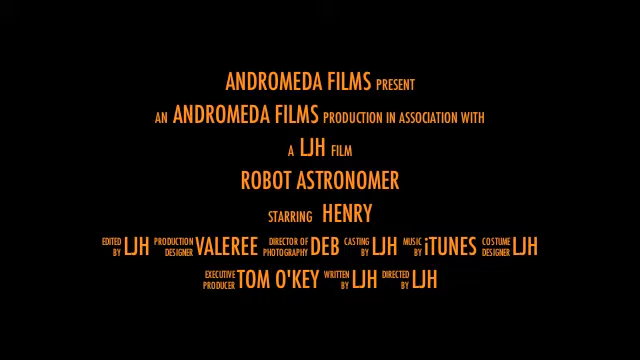 ANDROMEDA FILMS PRESENT
AN ANDROMEDA FILMS PRODUCTION IN ASSOCIATION WITH
A LJH FILM
ROBOT ASTRONOMER
STARRING HENRY
EDITED BY LJH PRODUCTION DESIGNER VALEREE DIRECTOR OF PHOTOGRAPHY DEB CASTING BY LJH MUSIC BY iTUNES COSTUME DESIGNER LJH
EXECUTIVE PRODUCER TOM O'KEY WRITTEN BY LJH DIRECTED BY LJH